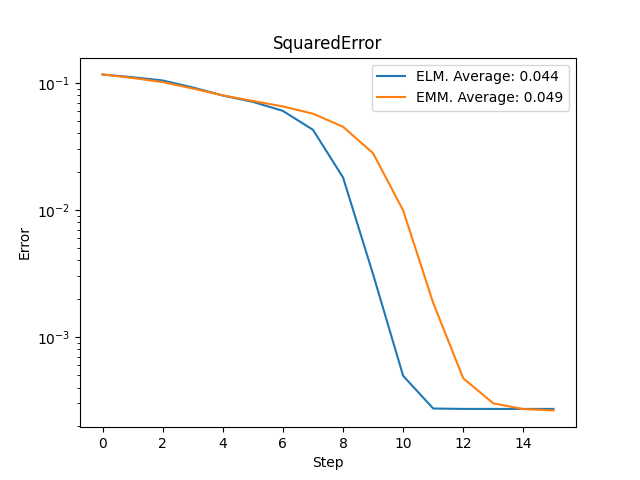 SquaredError
ELM. Average: 0.044
EMM. Average: 0.049
10⁻¹
10⁻²
10⁻³
Error
0 2 4 6 8 10 12 14
Step